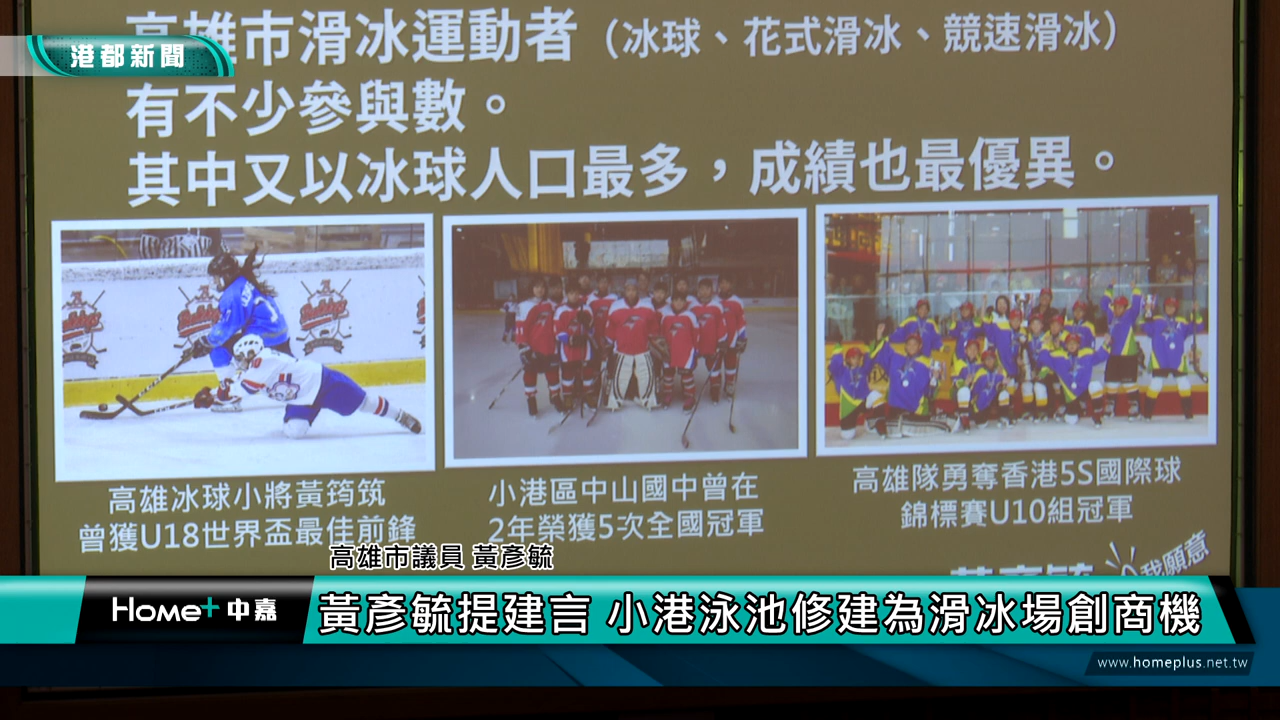 高雄市滑冰運動者（冰球、花式滑冰、競速滑冰）
港都新聞
有不少參與數。
其中又以冰球人口最多，成績也最優異。
高雄冰球小將黃筠筑
曾獲U18世界盃最佳前鋒
小港區中山國中曾在
2年榮獲5次全國冠軍
高雄隊勇奪香港5S國際球
錦標賽U10組冠軍
我願意
高雄市議員 黃彥毓
Home+ 中嘉
黃彥毓提建言 小港泳池修建為滑冰場創商機
www.homeplus.net.tw